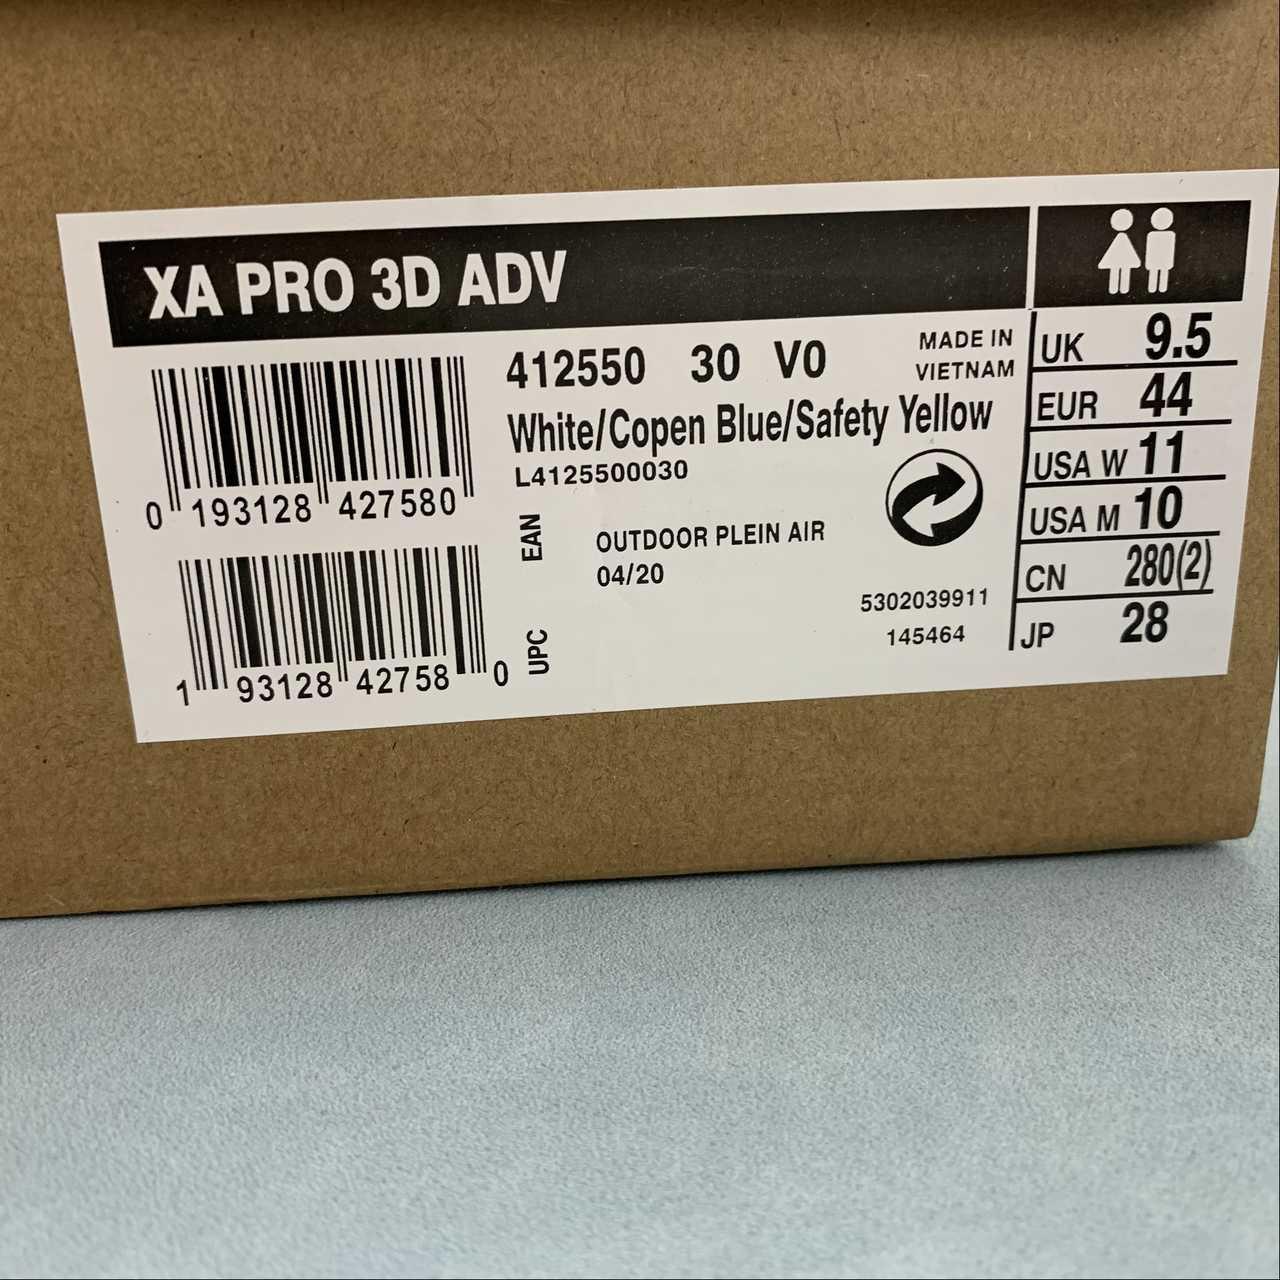 XA PRO 3D ADV
412550 30 V0
MADE IN
VIETNAM
White/Copen Blue/Safety Yellow
L4125500030
0 193128 427580
EAN
OUTDOOR PLEIN AIR
04/20
5302039911
145464
1 93128 42758 0
UPC
UK 9.5
EUR 44
USA W 11
USA M 10
CN 280(2)
JP 28